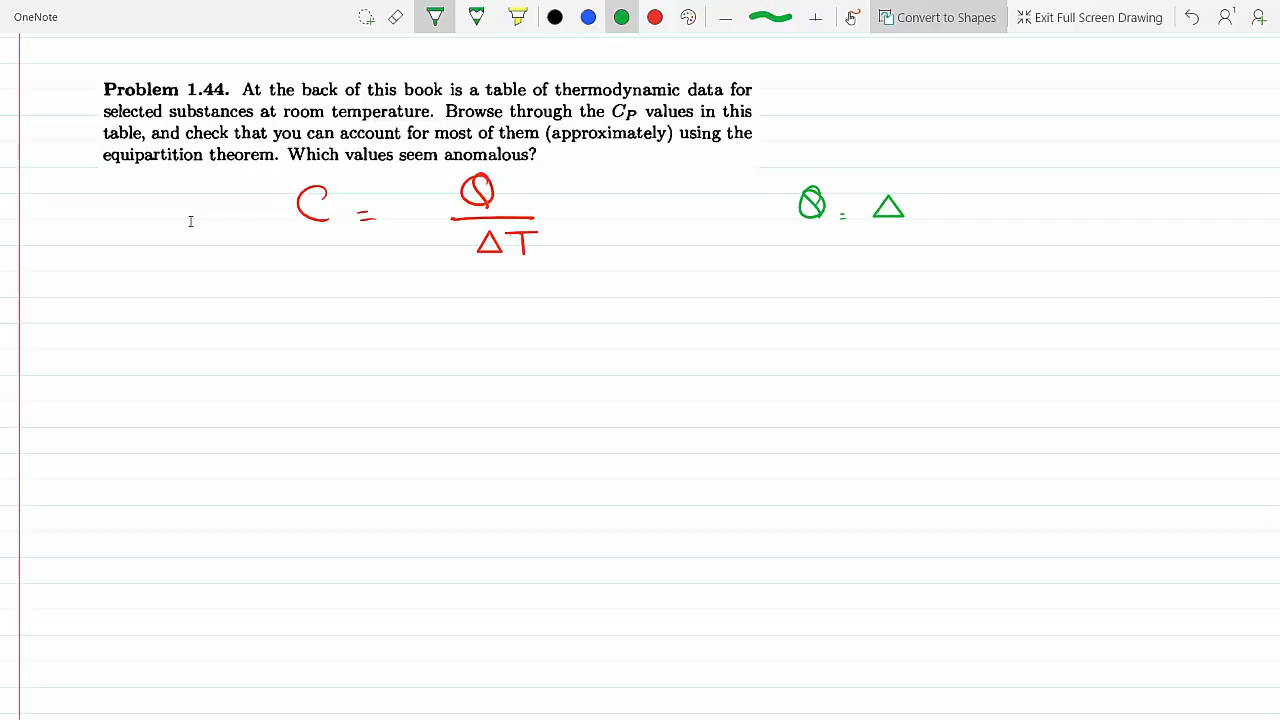 OneNote
Convert to Shapes
Exit Full Screen Drawing
Problem 1.44. At the back of this book is a table of thermodynamic data for
selected substances at room temperature. Browse through the C_P values in this
table, and check that you can account for most of them (approximately) using the
equipartition theorem. Which values seem anomalous?
C = Q / ΔT
Q = Δ